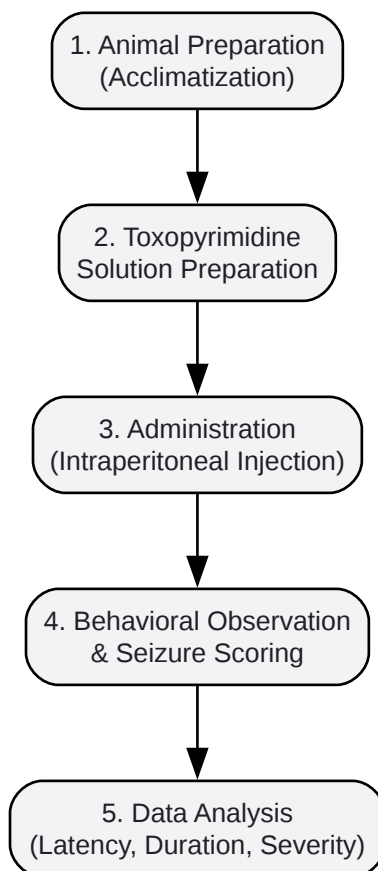 1. Animal Preparation
(Acclimatization)
2. Toxopyrimidine
Solution Preparation
3. Administration
(Intraperitoneal Injection)
4. Behavioral Observation
& Seizure Scoring
5. Data Analysis
(Latency, Duration, Severity)